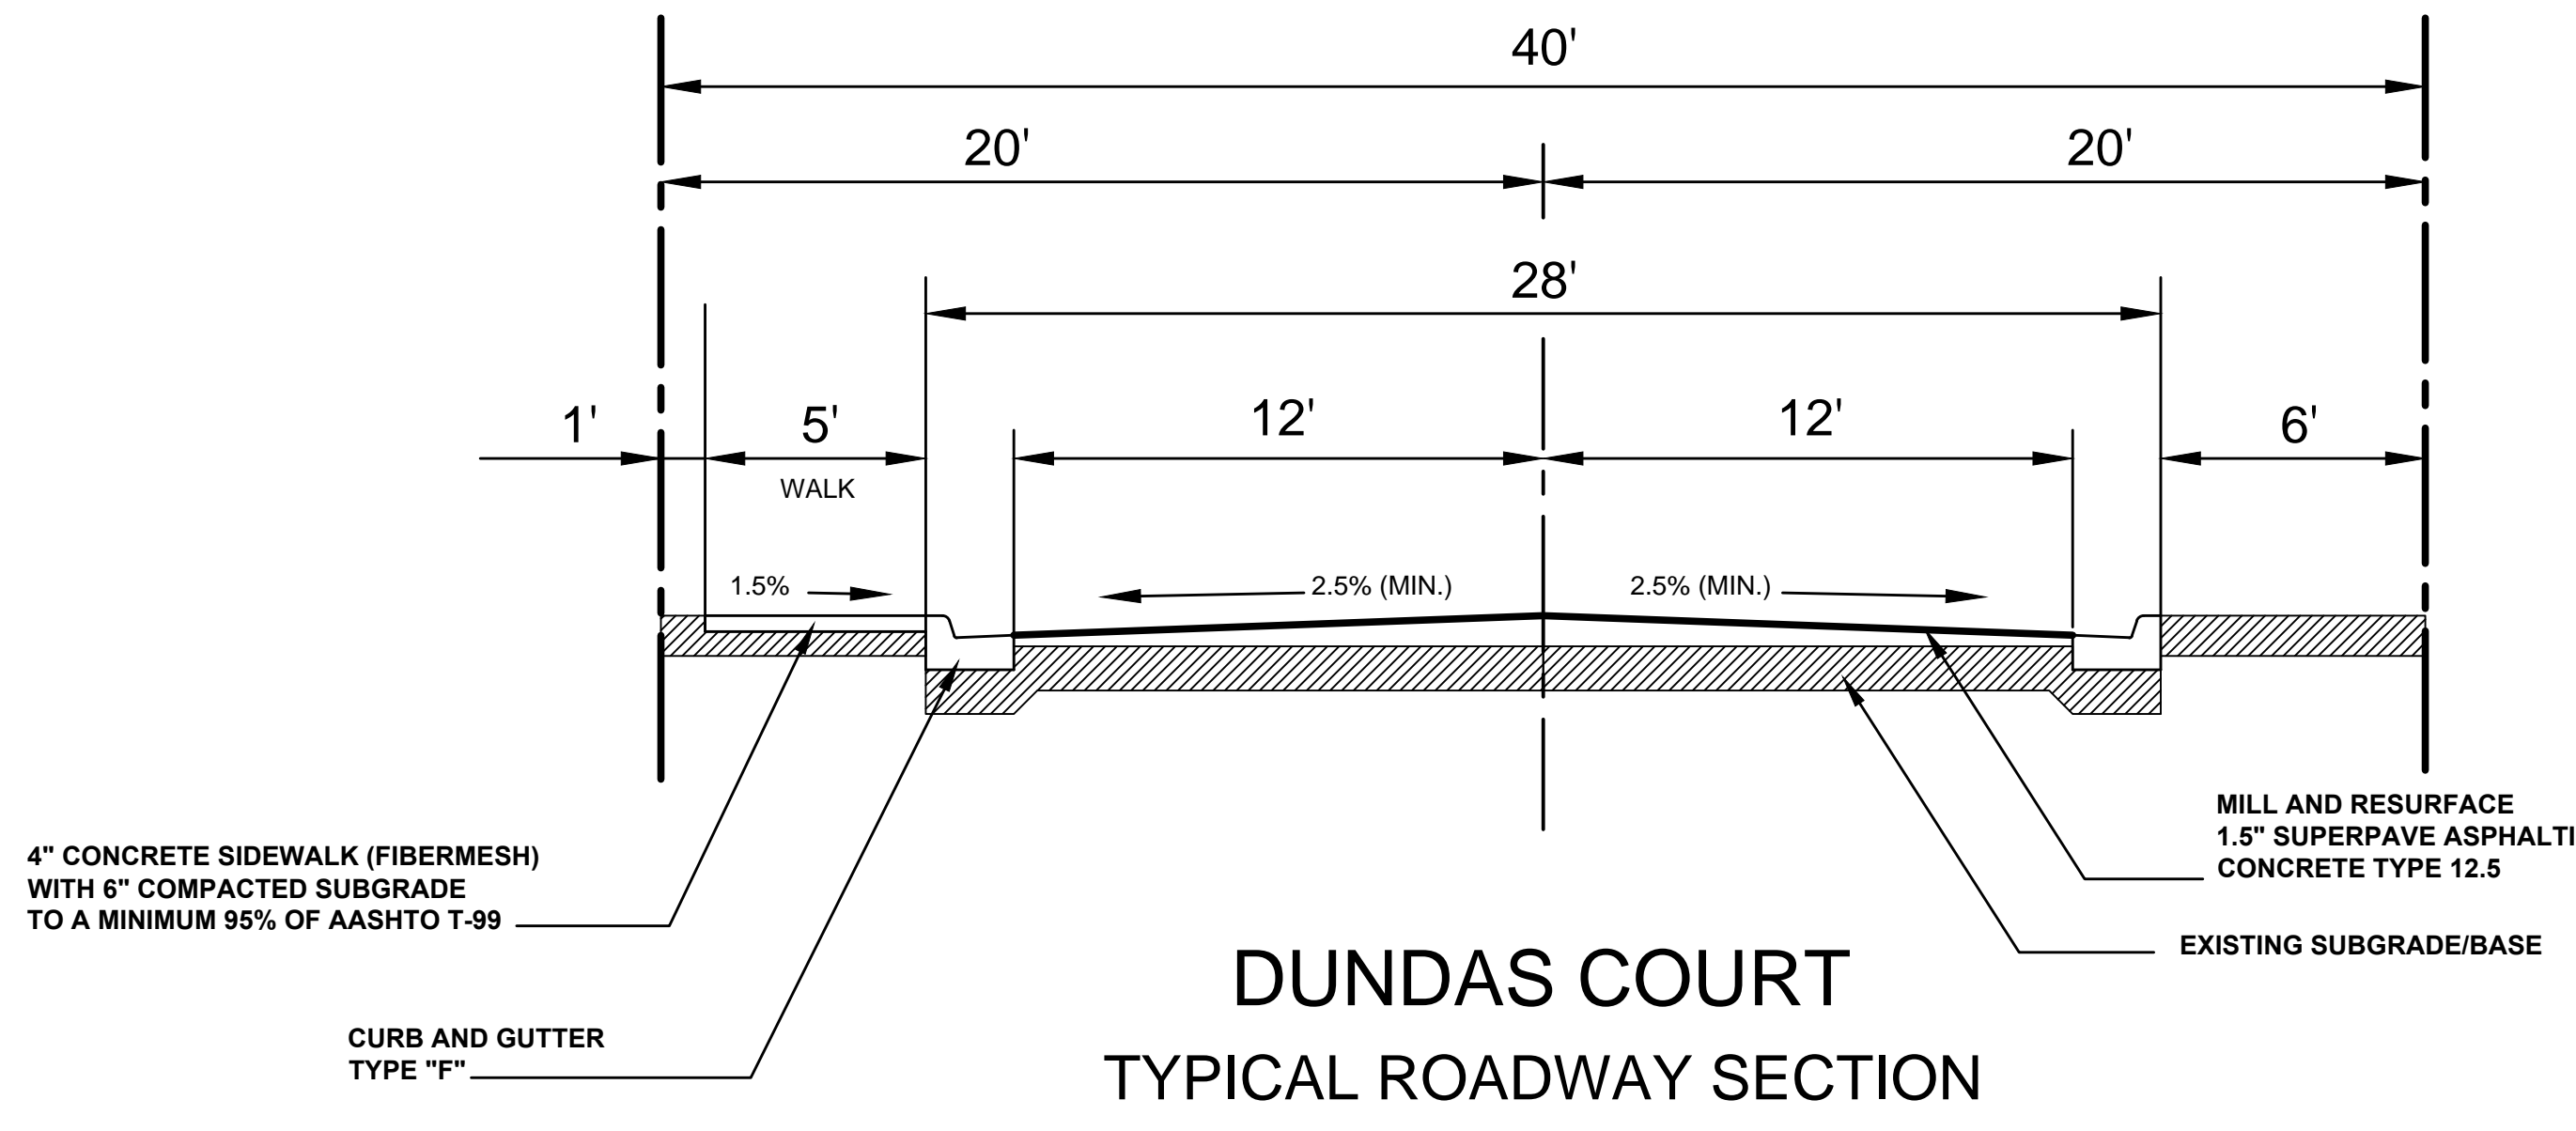 40'
20'
20'
28'
1'
5'
12'
12'
6'
WALK
1.5%
2.5% (MIN.)
2.5% (MIN.)
4" CONCRETE SIDEWALK (FIBERMESH)
WITH 6" COMPACTED SUBGRADE
TO A MINIMUM 95% OF AASHTO T-99
CURB AND GUTTER
TYPE "F"
MILL AND RESURFACE
1.5" SUPERPAVE ASPHALTI
CONCRETE TYPE 12.5
EXISTING SUBGRADE/BASE
DUNDAS COURT
TYPICAL ROADWAY SECTION